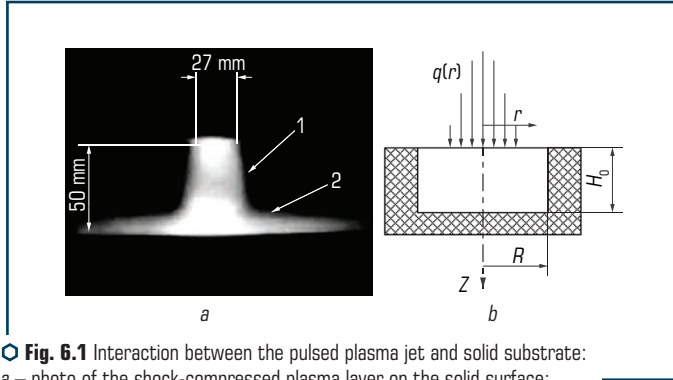 27 mm
q(r)
r
1
50 mm
2
H₀
R
Z
a
b
Fig. 6.1 Interaction between the pulsed plasma jet and solid substrate:
a – photo of the shock-compressed plasma layer on the solid surface;